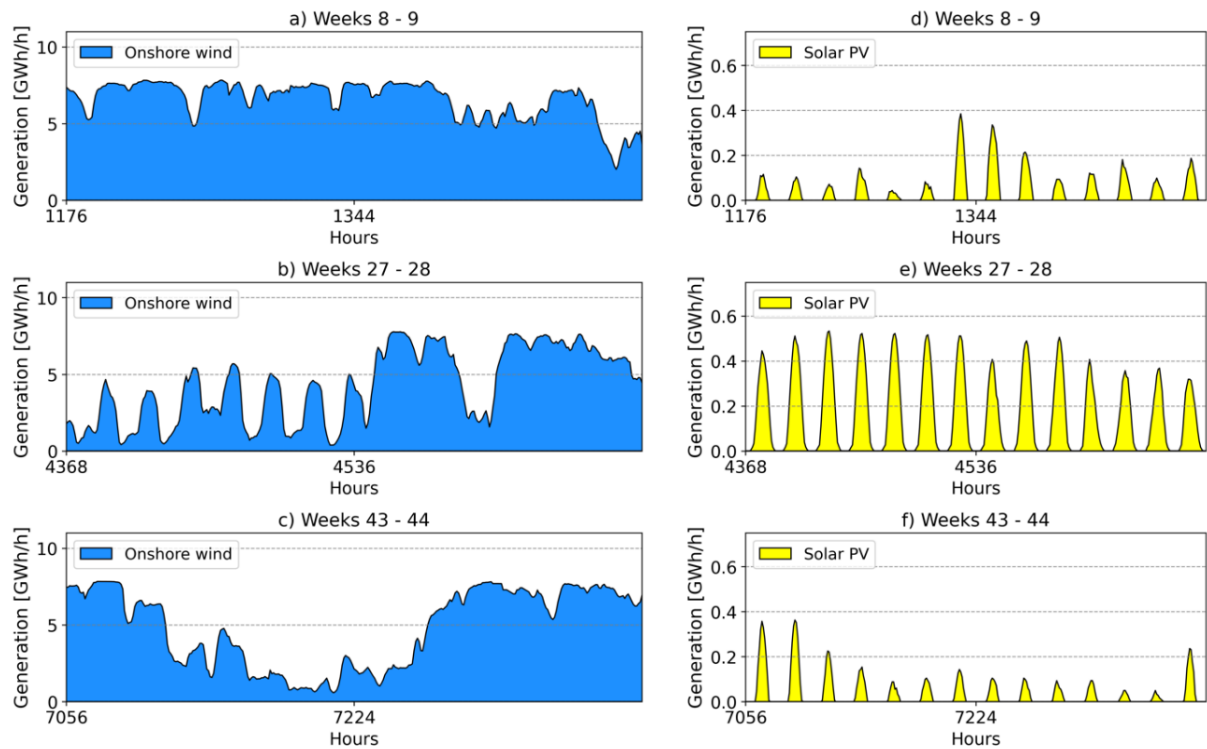 a) Weeks 8 - 9
Generation [GWh/h]
10
5
0
Onshore wind
1176
1344
Hours
d) Weeks 8 - 9
Generation [GWh/h]
0.6
0.4
0.2
0.0
Solar PV
1176
1344
Hours
b) Weeks 27 - 28
Generation [GWh/h]
10
5
0
Onshore wind
4368
4536
Hours
e) Weeks 27 - 28
Generation [GWh/h]
0.6
0.4
0.2
0.0
Solar PV
4368
4536
Hours
c) Weeks 43 - 44
Generation [GWh/h]
10
5
0
Onshore wind
7056
7224
Hours
f) Weeks 43 - 44
Generation [GWh/h]
0.6
0.4
0.2
0.0
Solar PV
7056
7224
Hours